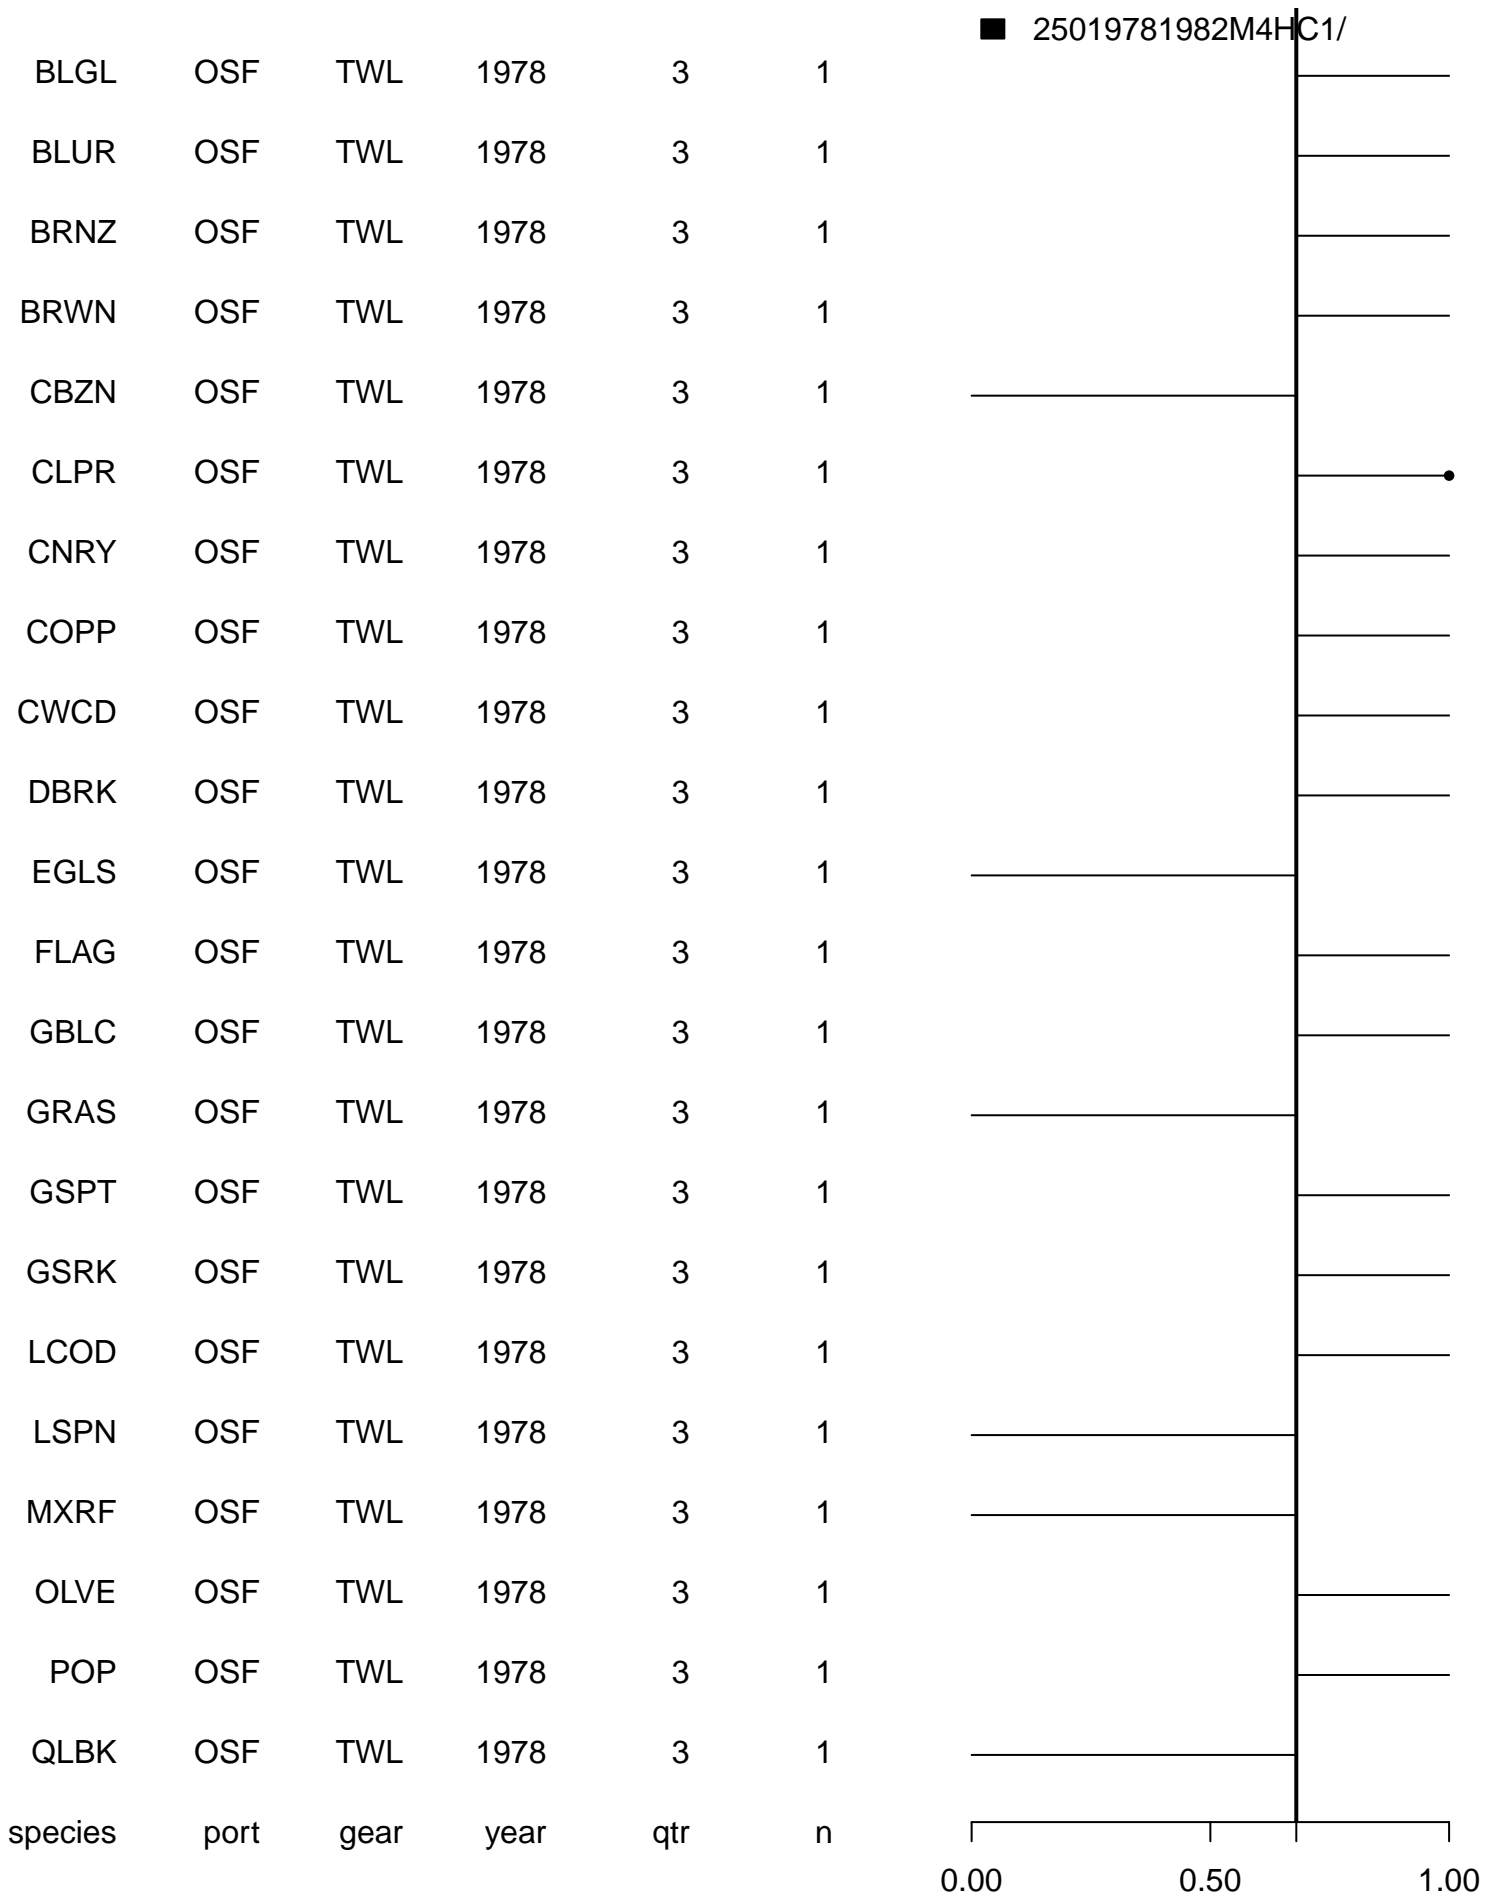 25019781982M4HC1/
BLGL OSF TWL 1978 3 1
BLUR OSF TWL 1978 3 1
BRNZ OSF TWL 1978 3 1
BRWN OSF TWL 1978 3 1
CBZN OSF TWL 1978 3 1
CLPR OSF TWL 1978 3 1
CNRY OSF TWL 1978 3 1
COPP OSF TWL 1978 3 1
CWCD OSF TWL 1978 3 1
DBRK OSF TWL 1978 3 1
EGLS OSF TWL 1978 3 1
FLAG OSF TWL 1978 3 1
GBLC OSF TWL 1978 3 1
GRAS OSF TWL 1978 3 1
GSPT OSF TWL 1978 3 1
GSRK OSF TWL 1978 3 1
LCOD OSF TWL 1978 3 1
LSPN OSF TWL 1978 3 1
MXRF OSF TWL 1978 3 1
OLVE OSF TWL 1978 3 1
POP OSF TWL 1978 3 1
QLBK OSF TWL 1978 3 1
species port gear year qtr n
0.00 0.50 1.00